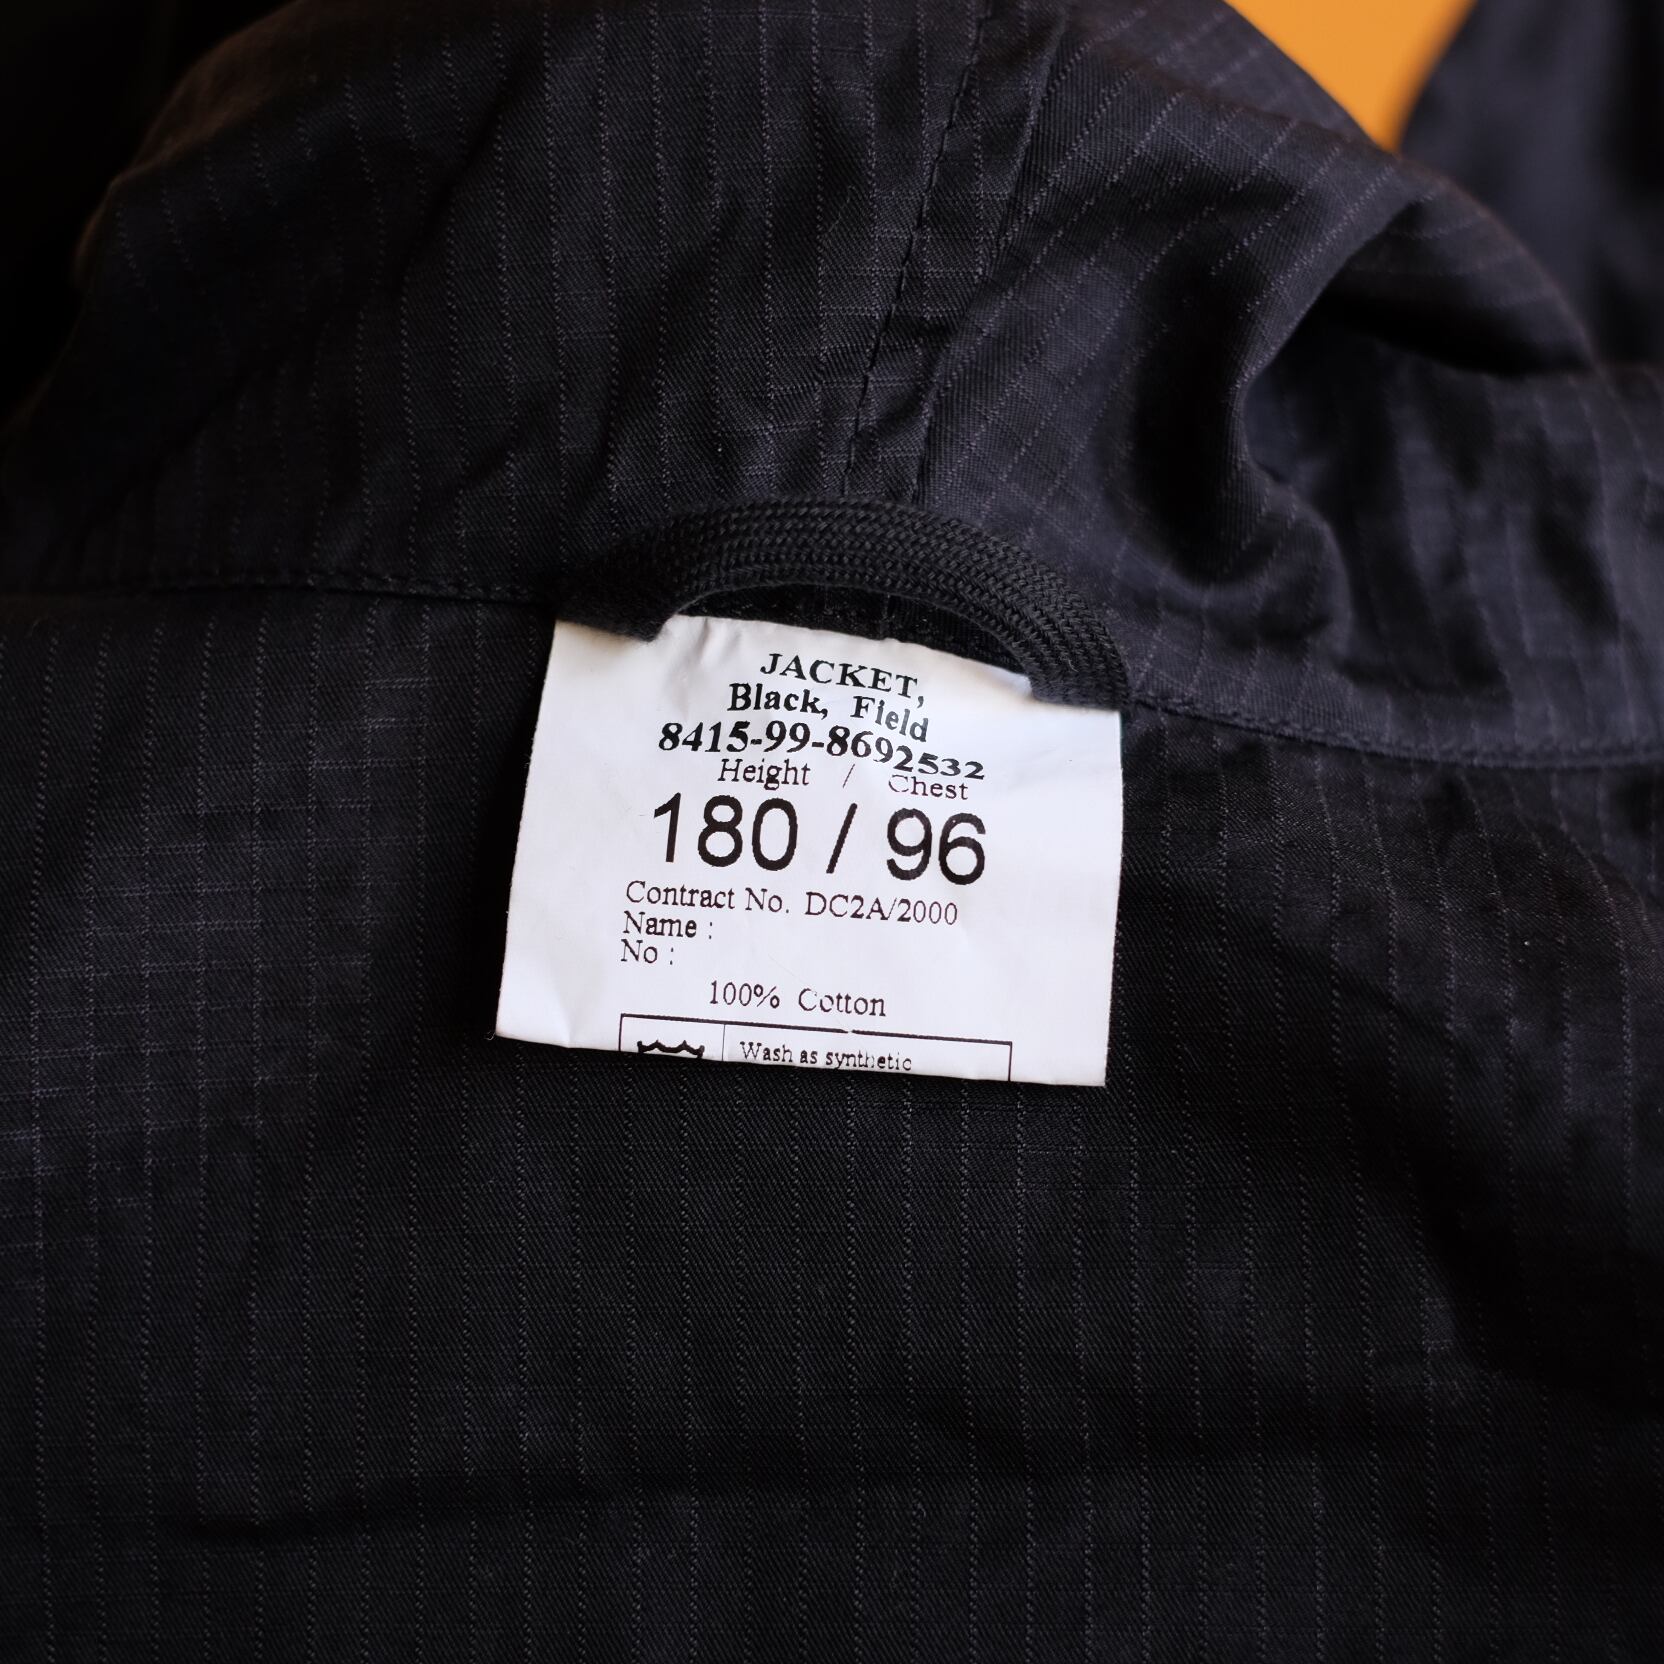 JACKET,
Black, Field
8415-99-8692532
Height / Chest
180 / 96
Contract No. DC2A/2000
Name :
No :
100% Cotton
Wash as synthetic